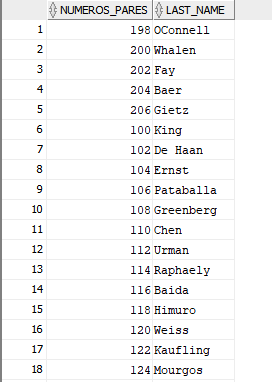 NUMEROS_PARES LAST_NAME
1 198 OConnell
2 200 Whalen
3 202 Fay
4 204 Baer
5 206 Gietz
6 100 King
7 102 De Haan
8 104 Ernst
9 106 Pataballa
10 108 Greenberg
11 110 Chen
12 112 Urman
13 114 Raphaely
14 116 Baida
15 118 Himuro
16 120 Weiss
17 122 Kaufling
18 124 Mourgos